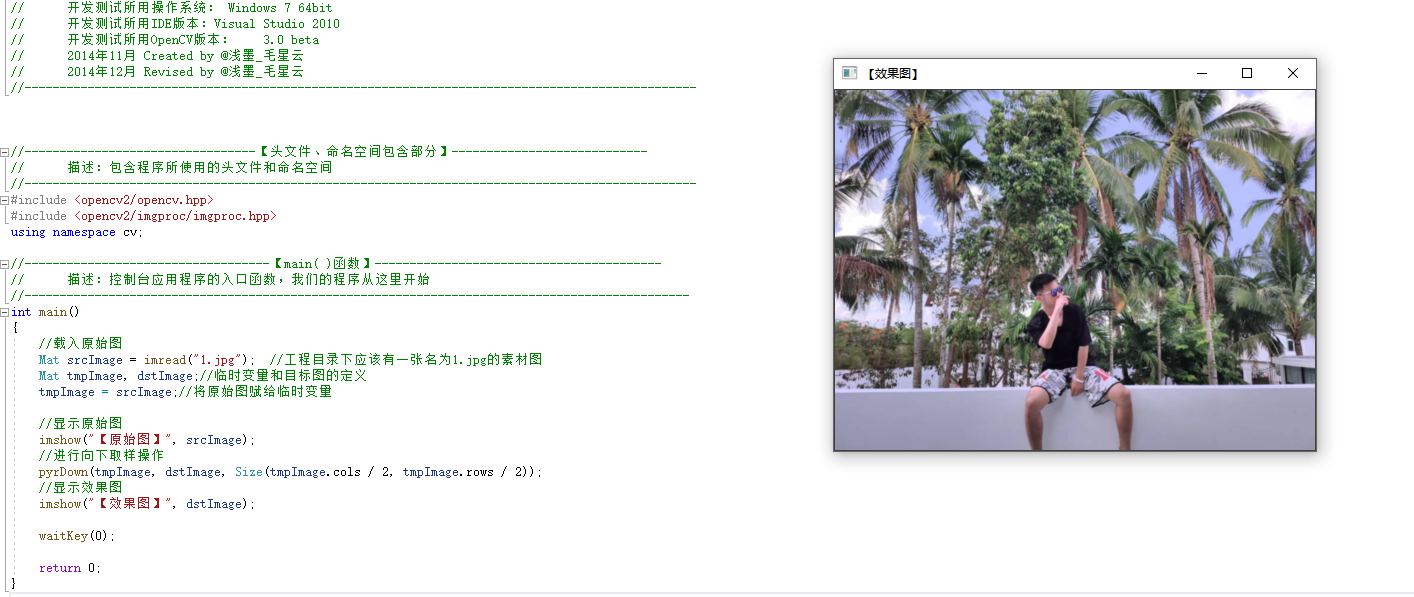 //      开发测试所用操作系统： Windows 7 64bit
//      开发测试所用IDE版本：Visual Studio 2010
//      开发测试所用OpenCV版本：    3.0 beta
//      2014年11月 Created by @浅墨_毛星云
//      2014年12月 Revised by @浅墨_毛星云
//------------------------------------------------------------------------------------------------
//---------------------------------【头文件、命名空间包含部分】----------------------------
//      描述：包含程序所使用的头文件和命名空间
//------------------------------------------------------------------------------------------------
#include <opencv2/opencv.hpp>
#include <opencv2/imgproc/imgproc.hpp>
using namespace cv;
//-----------------------------------【main( )函数】-----------------------------------------
//      描述：控制台应用程序的入口函数，我们的程序从这里开始
//-----------------------------------------------------------------------------------------------
int main()
{
    //载入原始图
    Mat srcImage = imread("1.jpg");  //工程目录下应该有一张名为1.jpg的素材图
    Mat tmpImage, dstImage;//临时变量和目标图的定义
    tmpImage = srcImage;//将原始图赋给临时变量
    //显示原始图
    imshow("【原始图】", srcImage);
    //进行向下取样操作
    pyrDown(tmpImage, dstImage, Size(tmpImage.cols / 2, tmpImage.rows / 2));
    //显示效果图
    imshow("【效果图】", dstImage);
    waitKey(0);
    return 0;
}
【效果图】